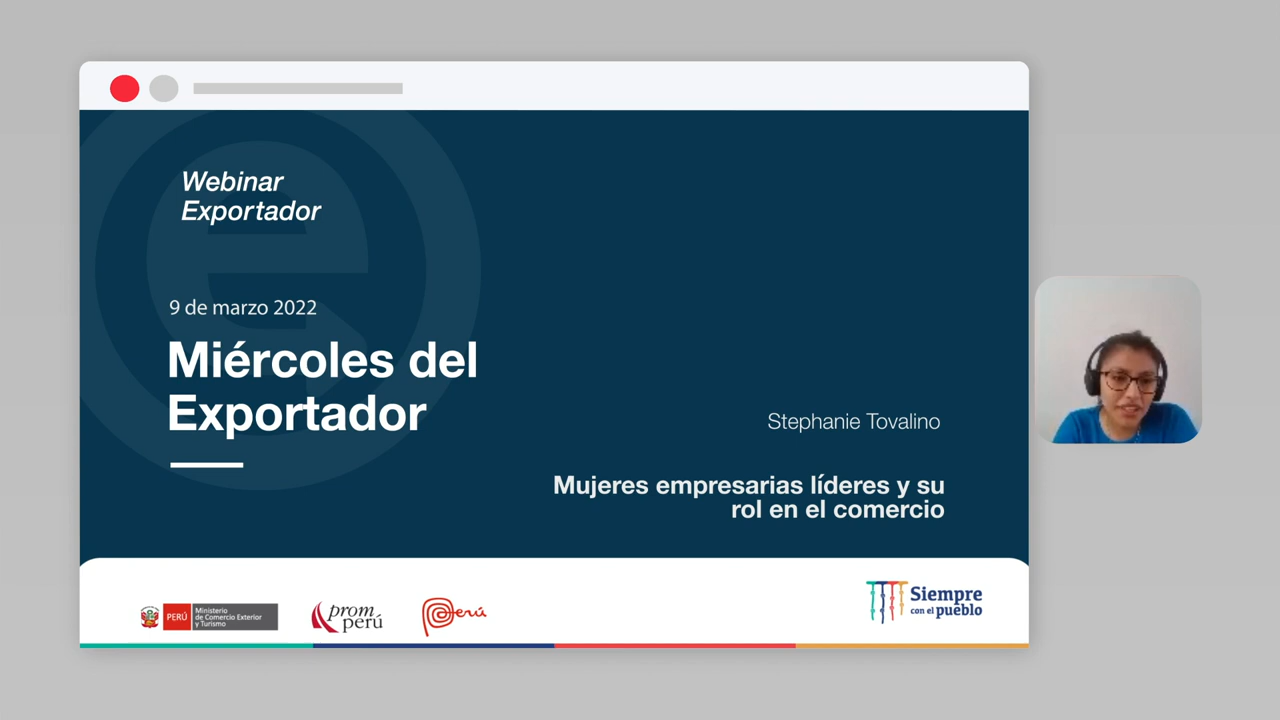 Webinar
Exportador
9 de marzo 2022
Miércoles del
Exportador
Stephanie Tovalino
Mujeres empresarias líderes y su
rol en el comercio
PERÚ
Ministerio
de Comercio Exterior
y Turismo
prom
perú
Perú
Siempre
con el pueblo